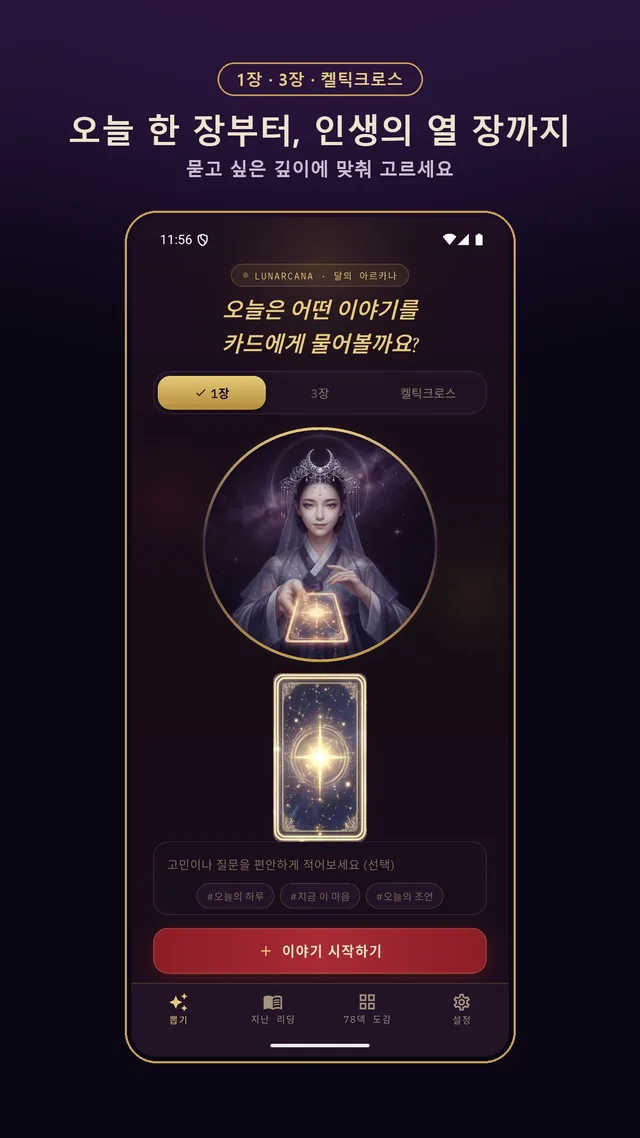 1장 · 3장 · 켈틱크로스
오늘 한 장부터, 인생의 열 장까지
묻고 싶은 깊이에 맞춰 고르세요
11:56
LUNARCANA · 달의 아르카나
오늘은 어떤 이야기를
카드에게 물어볼까요?
✓ 1장 3장 켈틱크로스
고민이나 질문을 편안하게 적어보세요 (선택)
#오늘의 하루 #지금 이 마음 #오늘의 조언
+ 이야기 시작하기
뽑기 지난 리딩 78덱 도감 설정